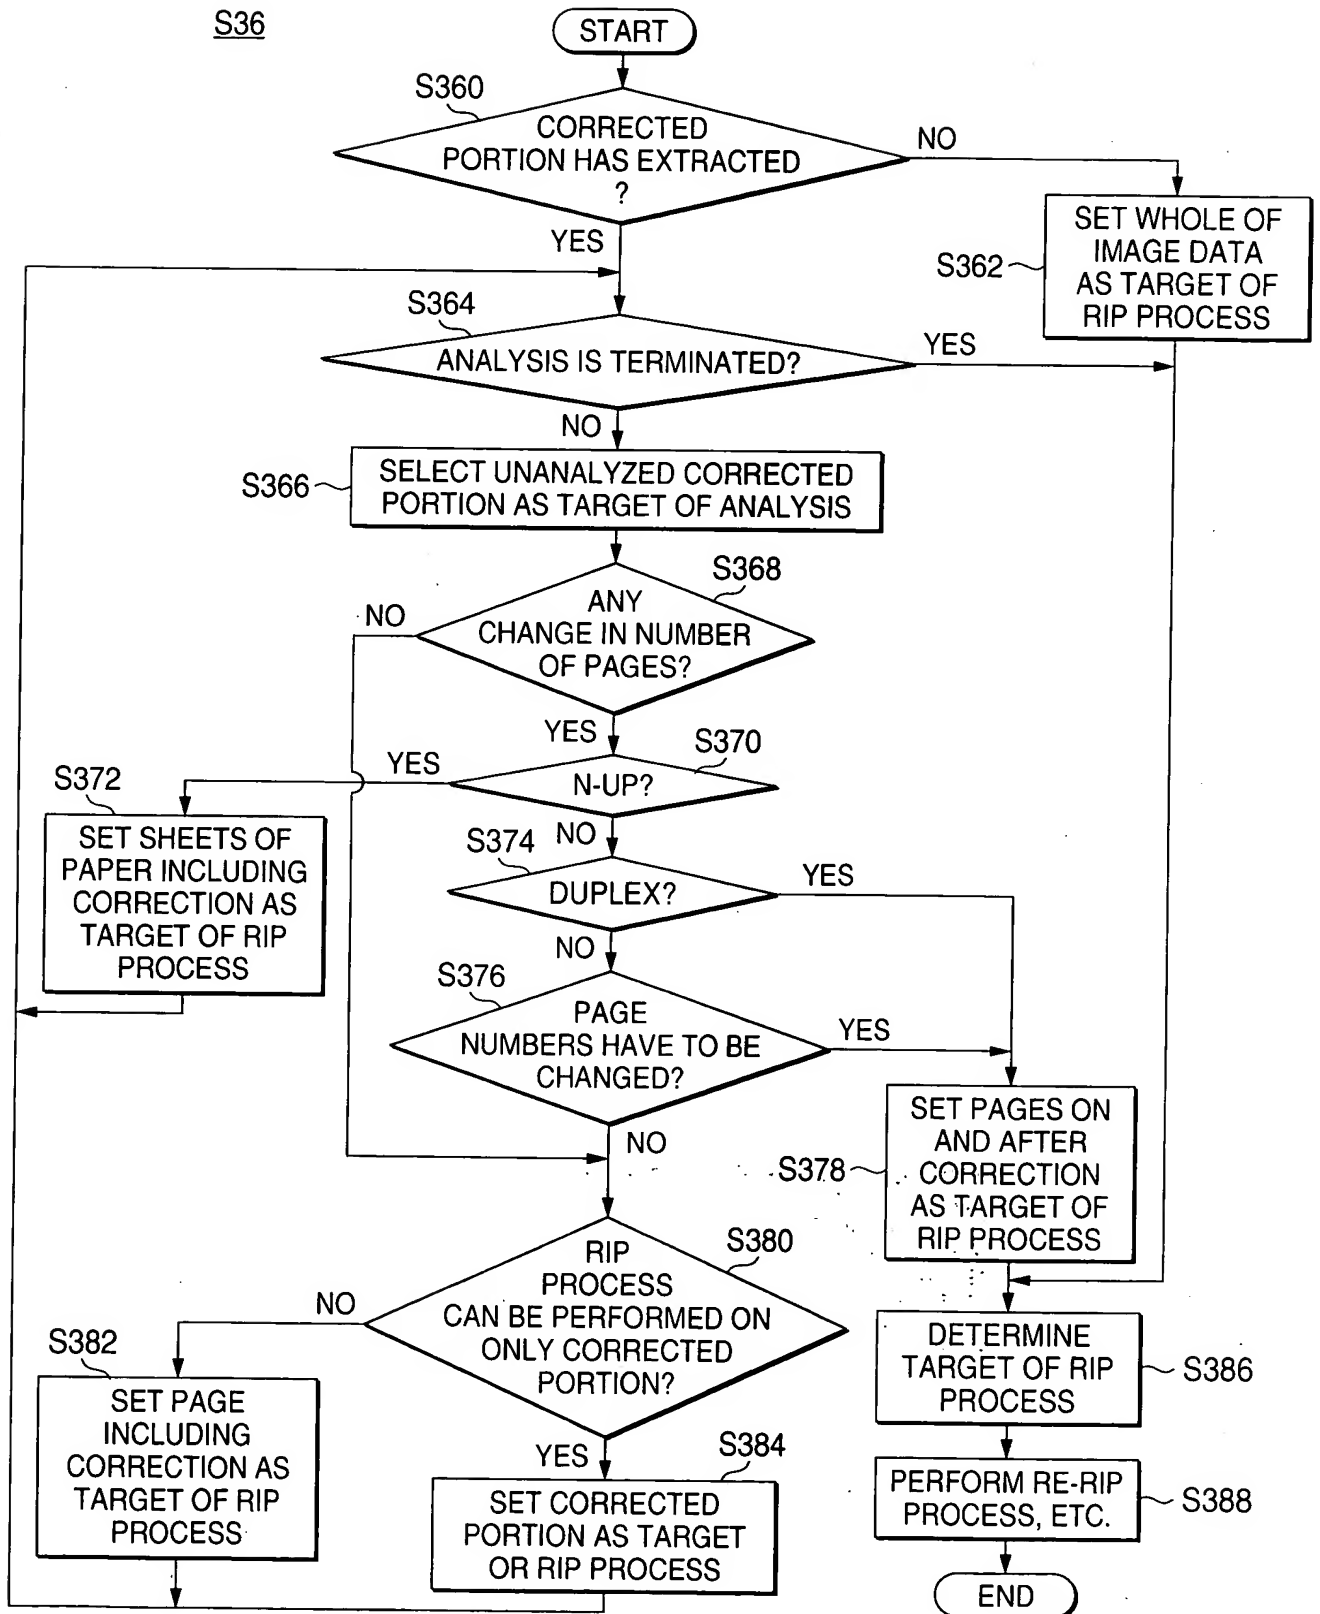 S36
START
S360
CORRECTED
PORTION HAS EXTRACTED
?
NO
YES
SET WHOLE OF
IMAGE DATA
AS TARGET OF
RIP PROCESS
S362
S364
ANALYSIS IS TERMINATED?
YES
NO
S366
SELECT UNANALYZED CORRECTED
PORTION AS TARGET OF ANALYSIS
S368
ANY
CHANGE IN NUMBER
OF PAGES?
NO
YES
S370
N-UP?
YES
NO
S372
SET SHEETS OF
PAPER INCLUDING
CORRECTION AS
TARGET OF RIP
PROCESS
S374
DUPLEX?
YES
NO
S376
PAGE
NUMBERS HAVE TO BE
CHANGED?
YES
NO
S378
SET PAGES ON
AND AFTER
CORRECTION
AS TARGET OF
RIP PROCESS
S380
RIP
PROCESS
CAN BE PERFORMED ON
ONLY CORRECTED
PORTION?
NO
YES
S382
SET PAGE
INCLUDING
CORRECTION AS
TARGET OF RIP
PROCESS
S384
SET CORRECTED
PORTION AS TARGET
OR RIP PROCESS
DETERMINE
TARGET OF RIP
PROCESS
S386
PERFORM RE-RIP
PROCESS, ETC.
S388
END